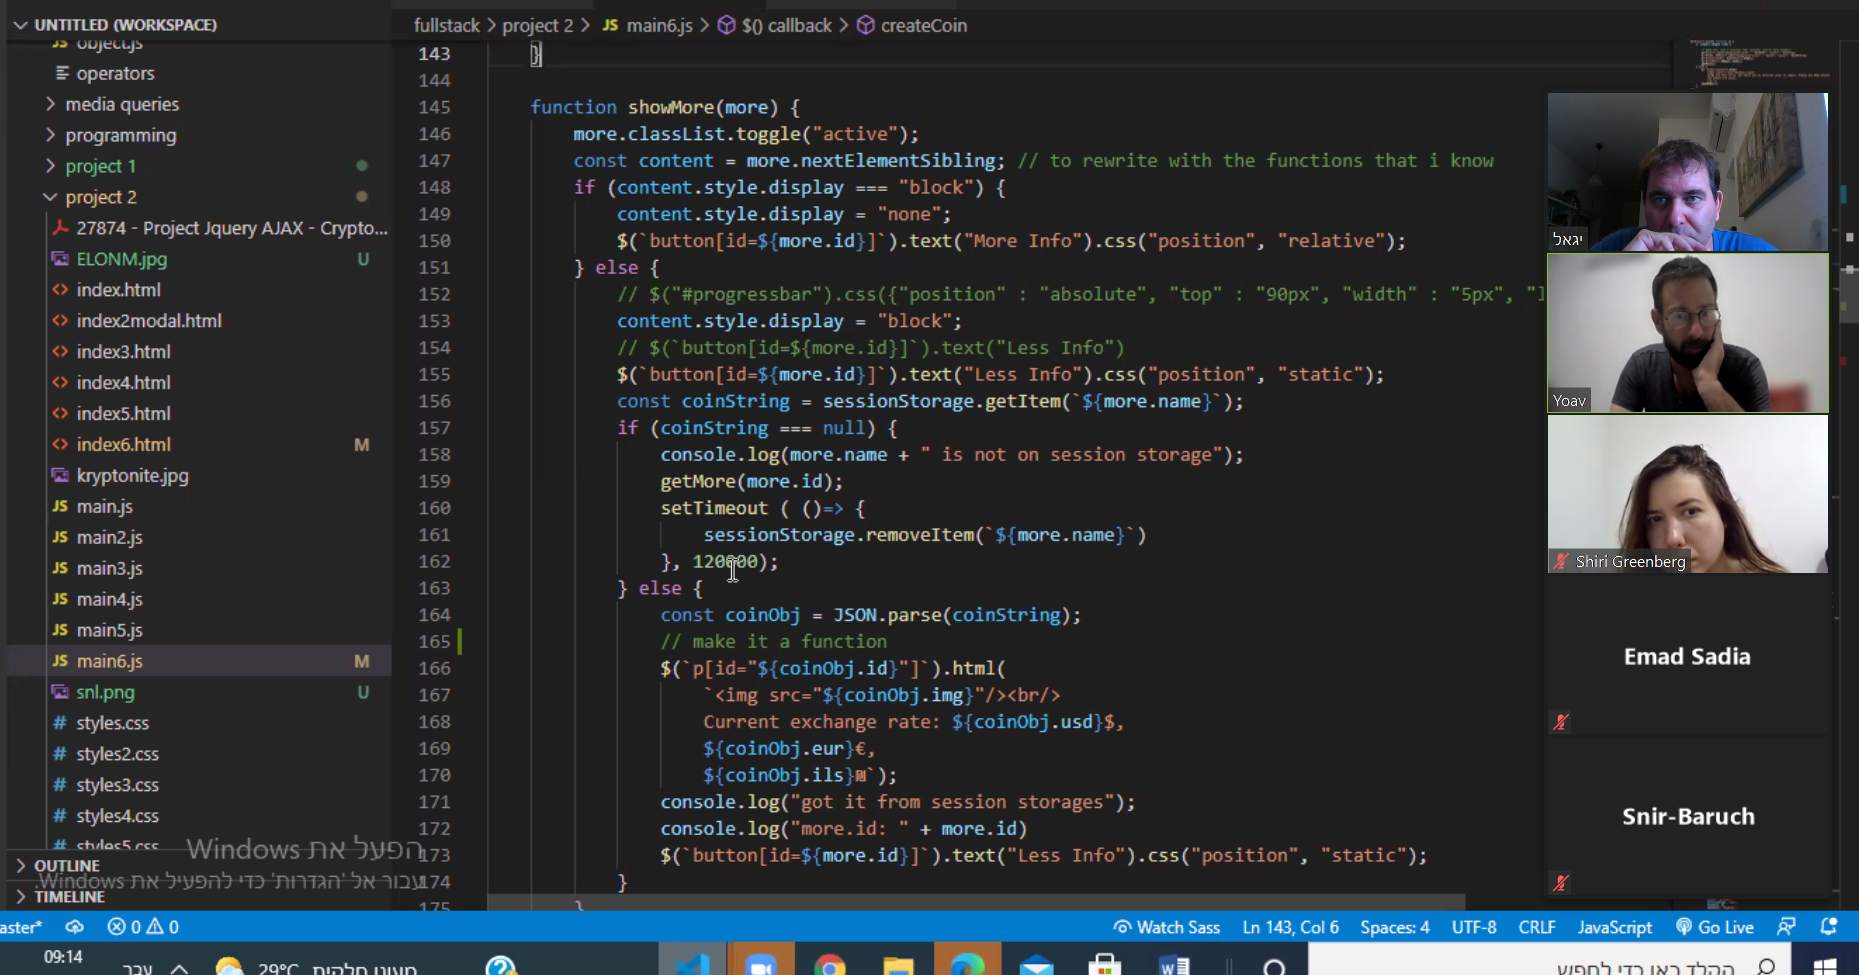 UNTITLED (WORKSPACE)
object.js
operators
media queries
programming
project 1
project 2
27874 - Project Jquery AJAX - Crypto...
ELONM.jpg U
index.html
index2modal.html
index3.html
index4.html
index5.html
index6.html M
kryptonite.jpg
main.js
main2.js
main3.js
main4.js
main5.js
main6.js M
snl.png U
styles.css
styles2.css
styles3.css
styles4.css
styles5.css
OUTLINE
TIMELINE
הפעל את Windows
עבור אל 'הגדרות' כדי להפעיל את Windows.
fullstack > project 2 > JS main6.js > $() callback > createCoin
143 }
144
145 function showMore(more) {
146 more.classList.toggle("active");
147 const content = more.nextElementSibling; // to rewrite with the functions that i know
148 if (content.style.display === "block") {
149 content.style.display = "none";
150 $(`button[id=${more.id}]`).text("More Info").css("position", "relative");
151 } else {
152 // $("#progressbar").css({"position" : "absolute", "top" : "90px", "width" : "5px", "
153 content.style.display = "block";
154 // $(`button[id=${more.id}]`).text("Less Info")
155 $(`button[id=${more.id}]`).text("Less Info").css("position", "static");
156 const coinString = sessionStorage.getItem(`${more.name}`);
157 if (coinString === null) {
158 console.log(more.name + " is not on session storage");
159 getMore(more.id);
160 setTimeout ( ()=> {
161 sessionStorage.removeItem(`${more.name}`)
162 }, 120000);
163 } else {
164 const coinObj = JSON.parse(coinString);
165 // make it a function
166 $(`p[id="${coinObj.id}"]`).html(
167 `<img src="${coinObj.img}"/><br/>
168 Current exchange rate: ${coinObj.usd}$,
169 ${coinObj.eur}€,
170 ${coinObj.ils}₪`);
171 console.log("got it from session storages");
172 console.log("more.id: " + more.id)
173 $(`button[id=${more.id}]`).text("Less Info").css("position", "static");
174 }
175 }
יגאל
Yoav
Shiri Greenberg
Emad Sadia
Snir-Baruch
aster* 0 0 Watch Sass Ln 143, Col 6 Spaces: 4 UTF-8 CRLF JavaScript Go Live
09:14
עבר
29°C מעונן חלקית
הקלד כאן כדי לחפש